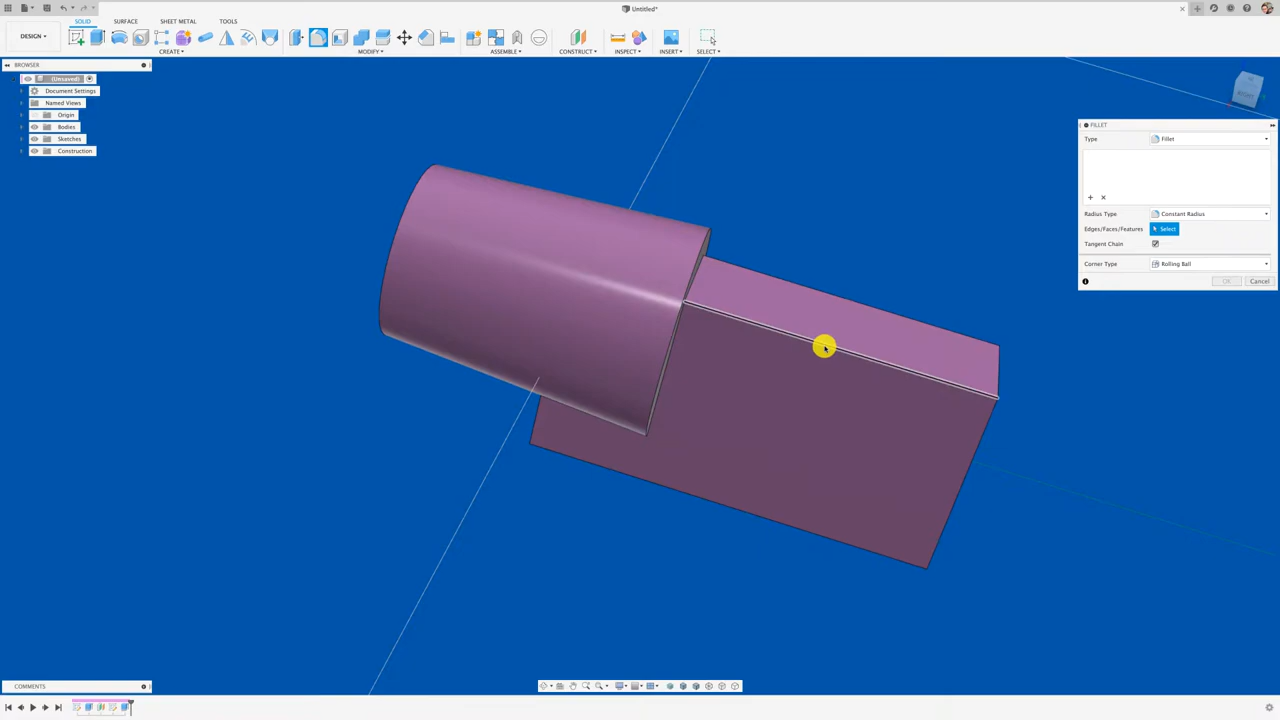 Untitled*
DESIGN
SOLID
SURFACE
SHEET METAL
TOOLS
CREATE
MODIFY
ASSEMBLE
CONSTRUCT
INSPECT
INSERT
SELECT
BROWSER
(Unsaved)
Document Settings
Named Views
Origin
Bodies
Sketches
Construction
RIGHT
FILLET
Type
Fillet
Radius Type
Constant Radius
Edges/Faces/Features
Select
Tangent Chain
Corner Type
Rolling Ball
OK
Cancel
COMMENTS